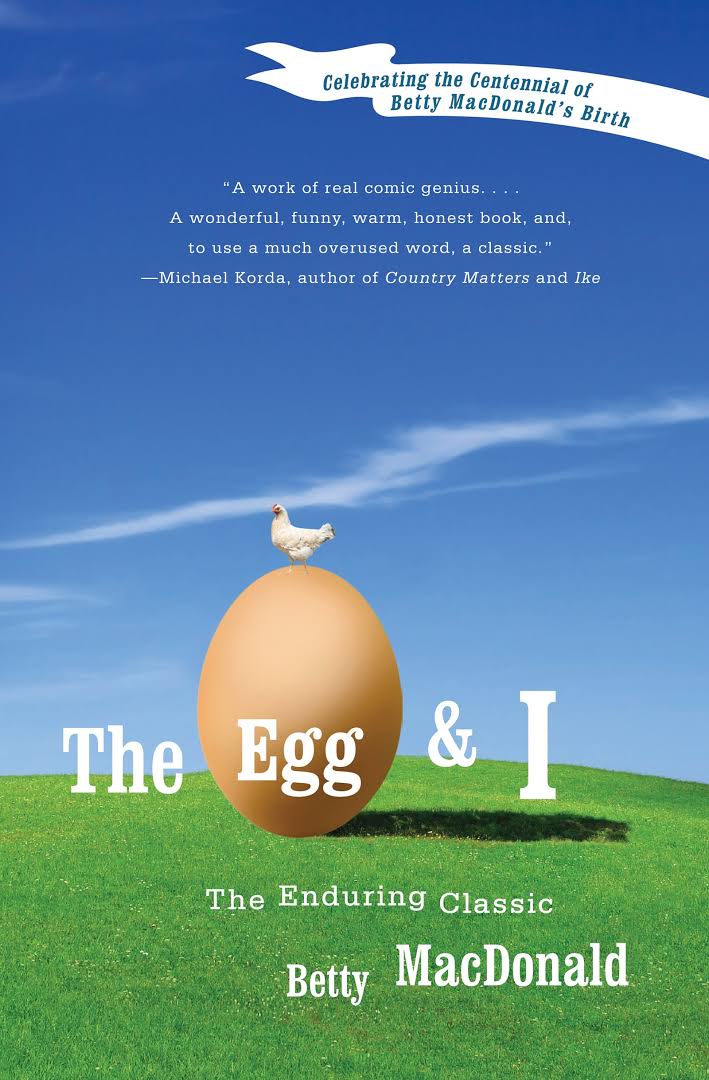 Celebrating the Centennial of
Betty MacDonald's Birth
“A work of real comic genius. . . .
A wonderful, funny, warm, honest book, and,
to use a much overused word, a classic.”
—Michael Korda, author of Country Matters and Ike
The Egg & I
The Enduring Classic
Betty MacDonald